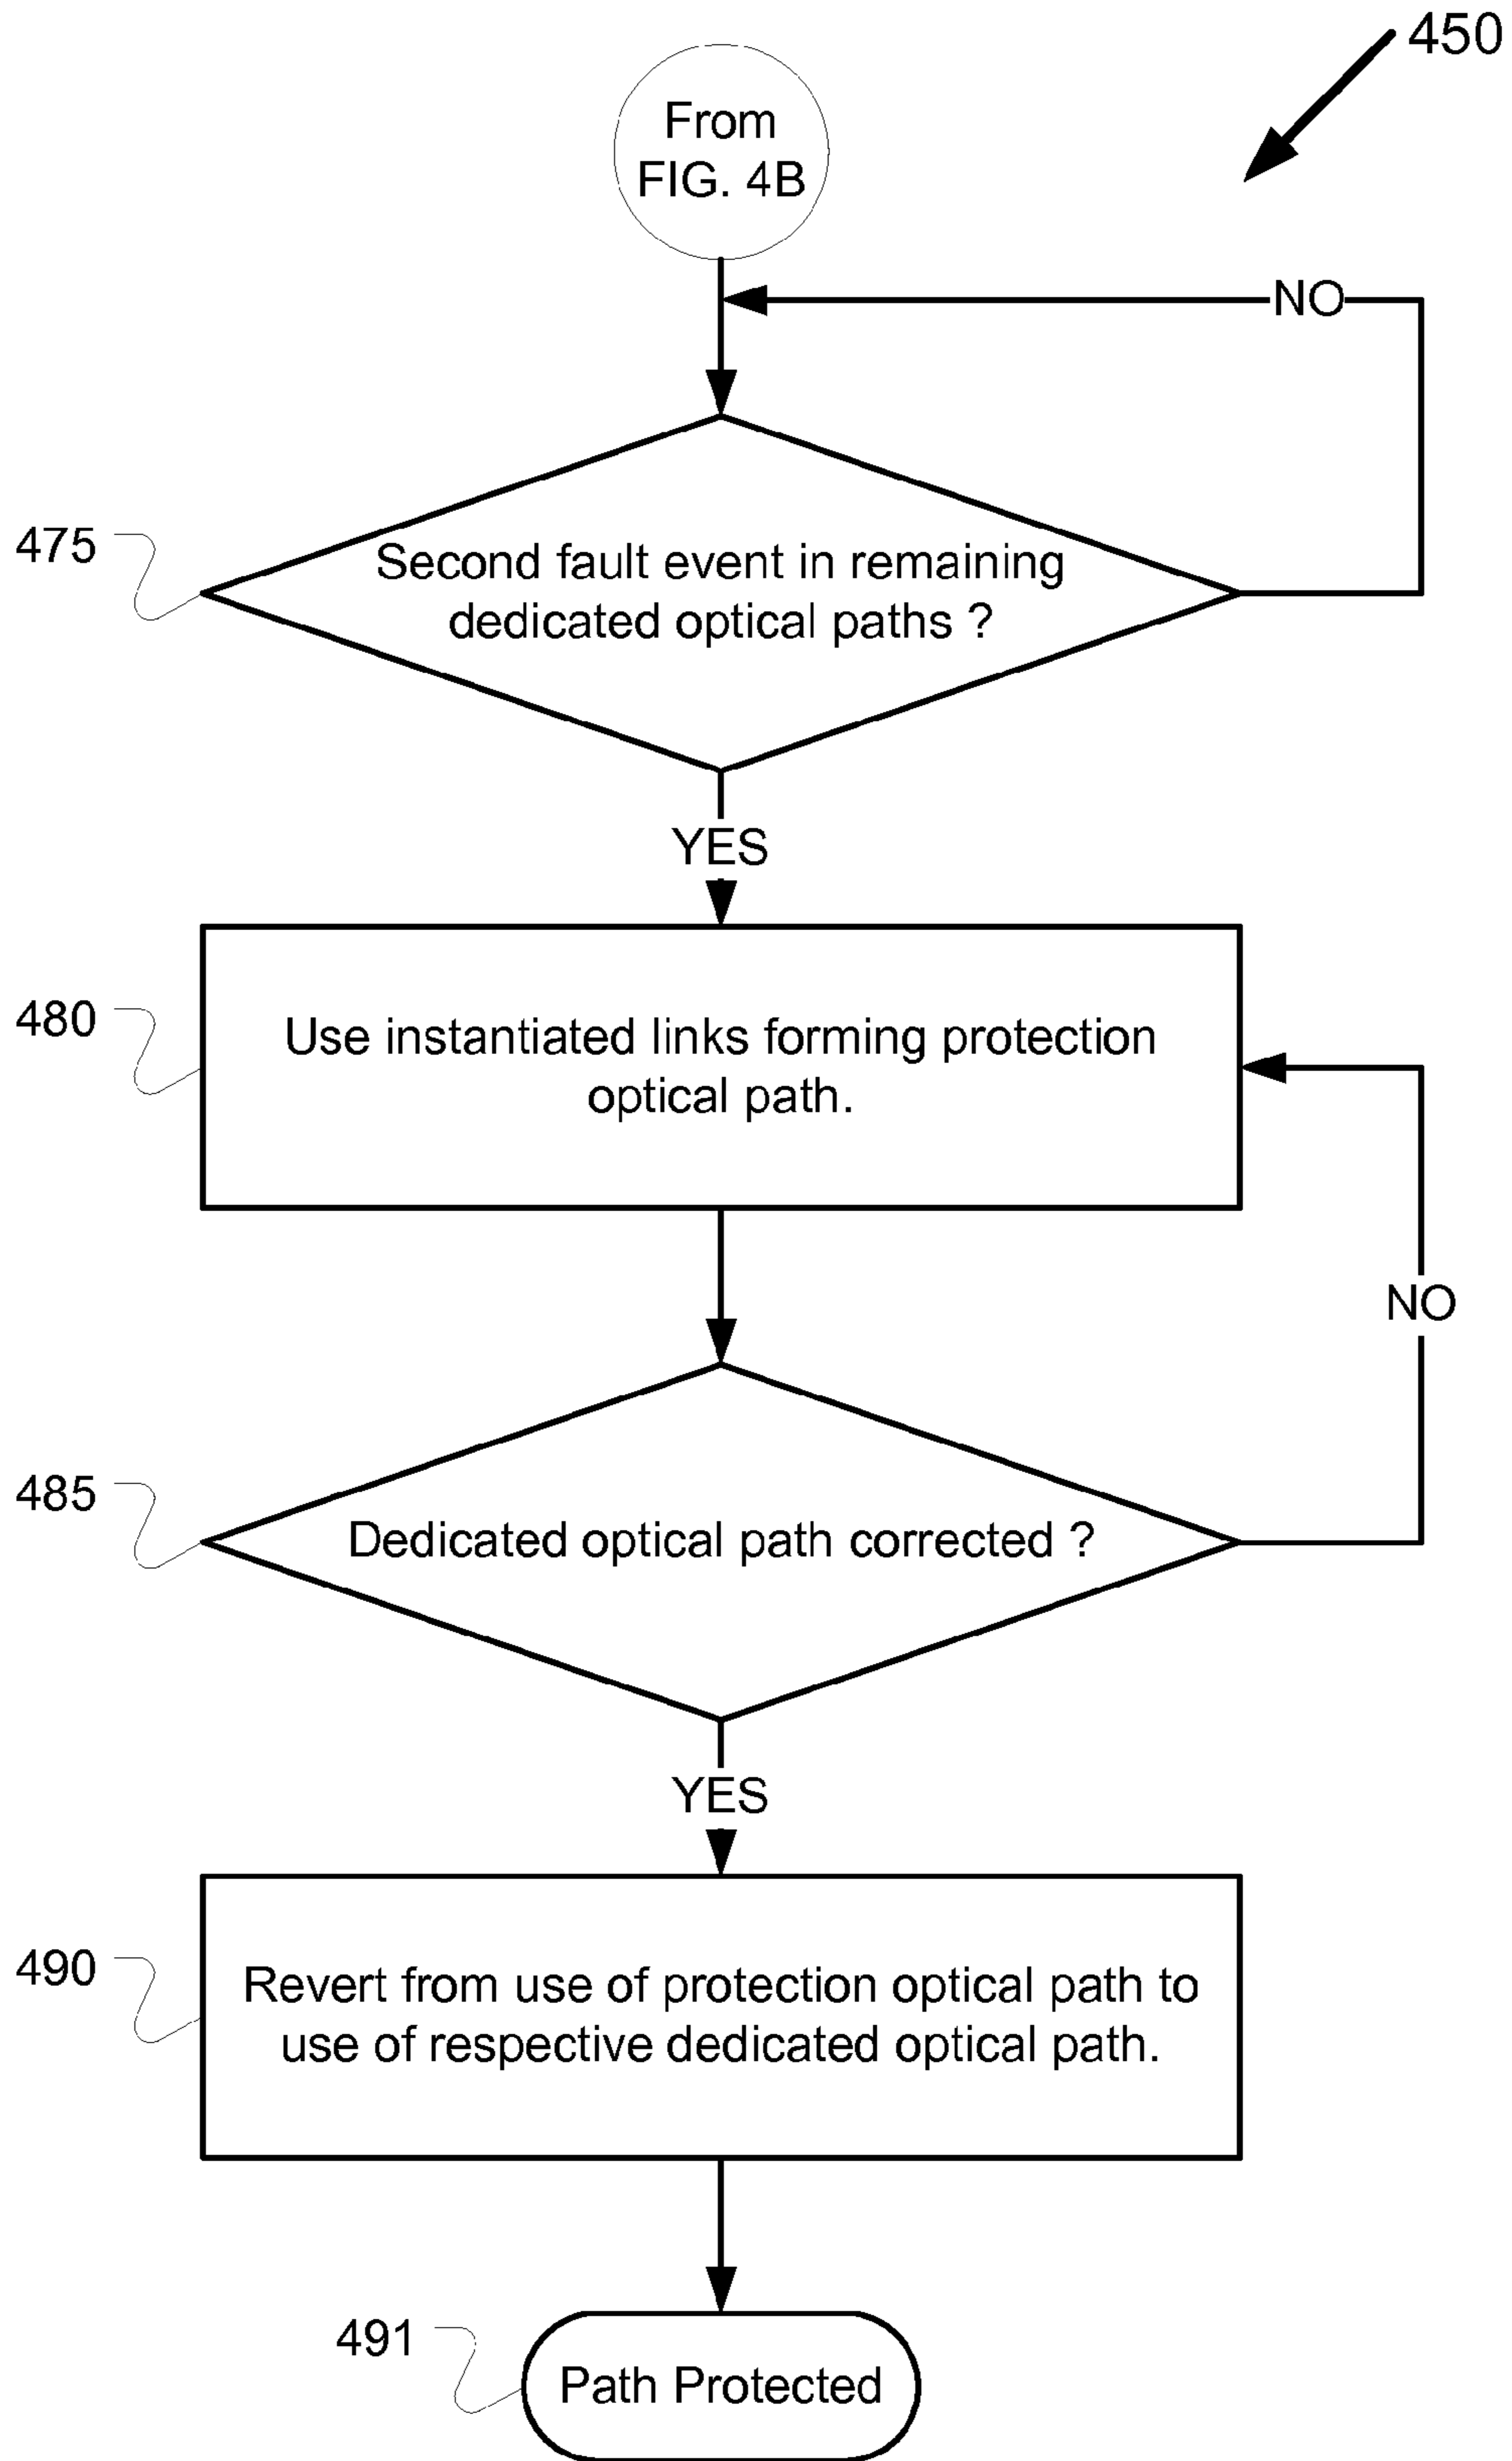 450
From
FIG. 4B
NO
475
Second fault event in remaining
dedicated optical paths ?
YES
480
Use instantiated links forming protection
optical path.
NO
485
Dedicated optical path corrected ?
YES
490
Revert from use of protection optical path to
use of respective dedicated optical path.
491
Path Protected